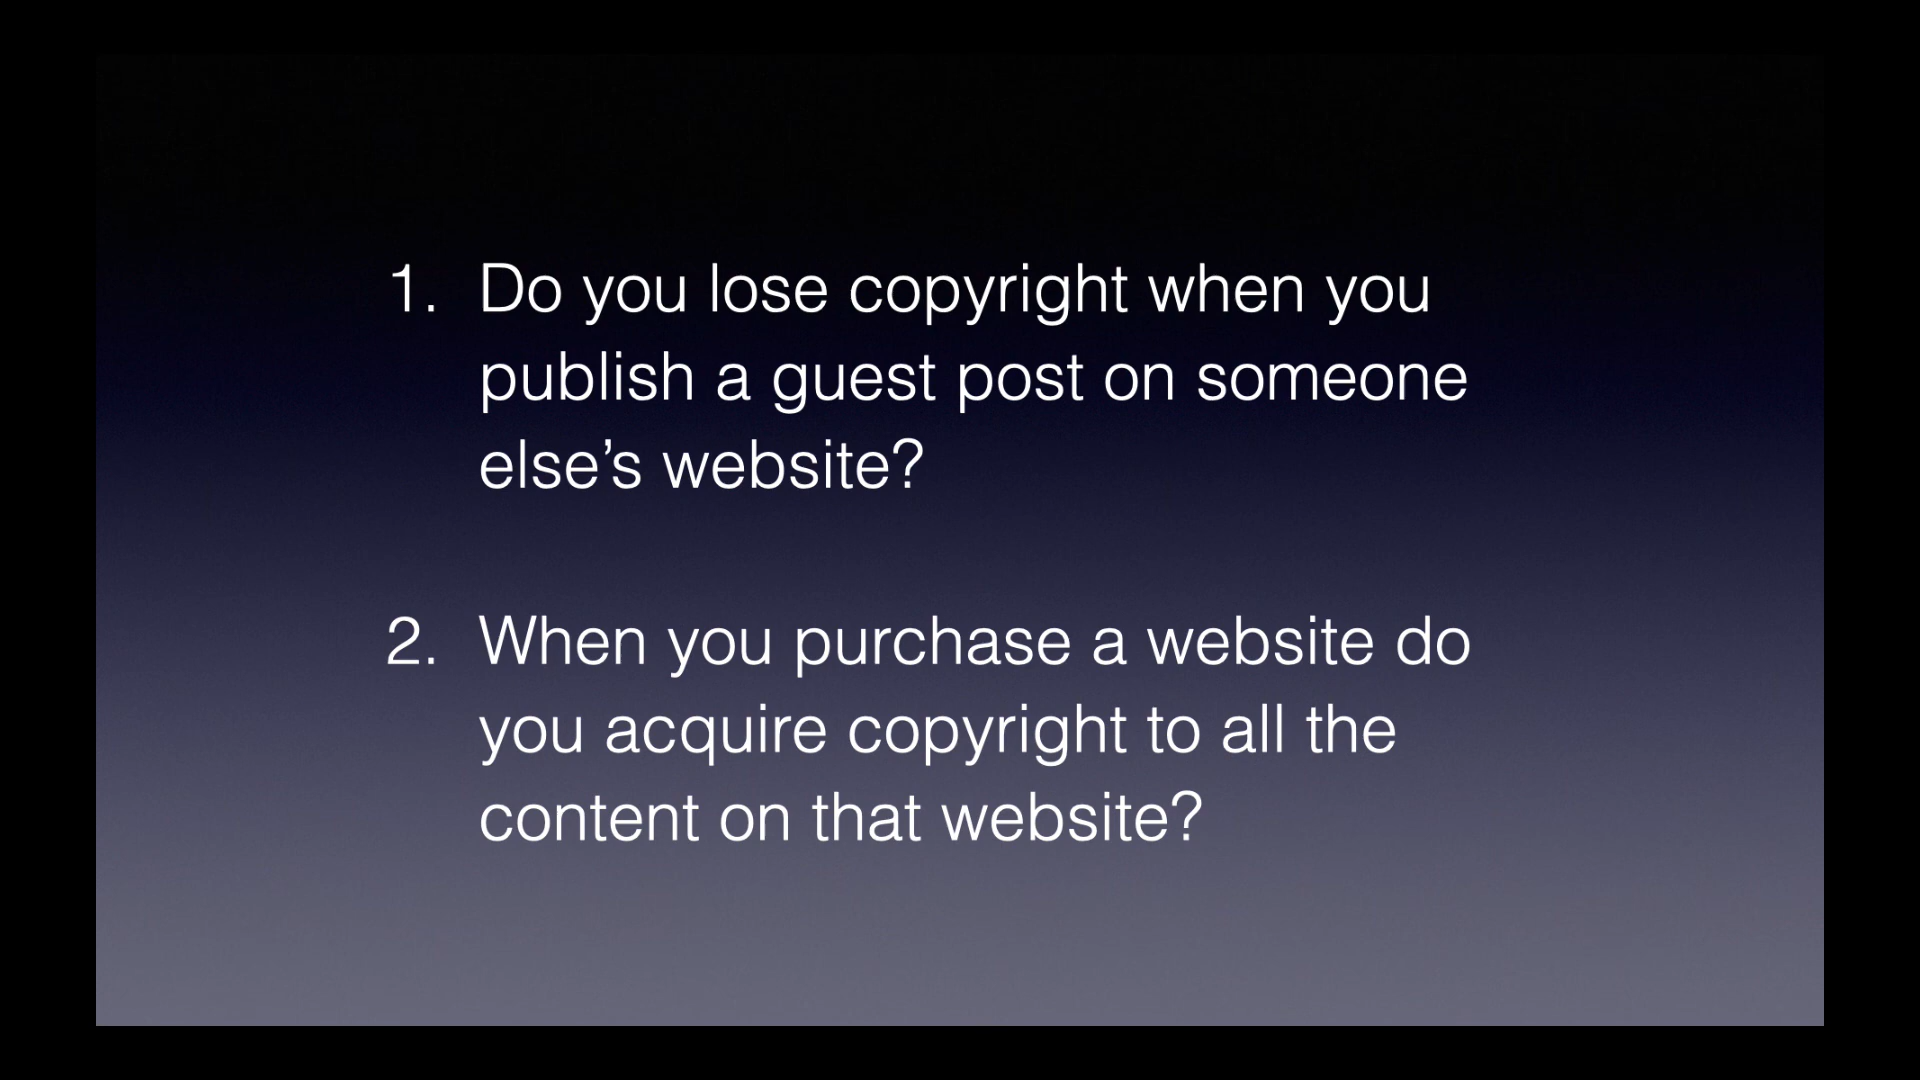 1. Do you lose copyright when you
publish a guest post on someone
else’s website?
2. When you purchase a website do
you acquire copyright to all the
content on that website?